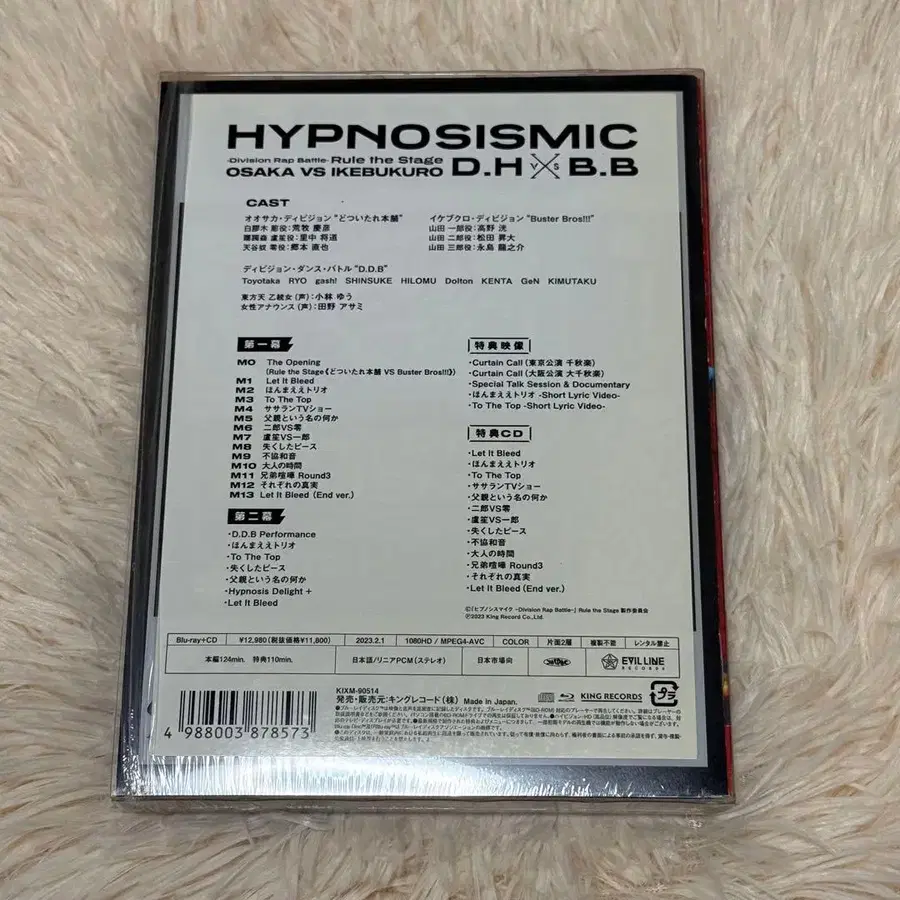 HYPNOSISMIC
-Division Rap Battle- Rule the Stage
OSAKA VS IKEBUKURO D.H VS B.B
CAST
オオサカ・ディビジョン"どついたれ本舗"
白膠木 簓役：荒牧 慶彦
躑躅森 盧笙役：里中 将道
天谷奴 零役：郷本 直也
イケブクロ・ディビジョン "Buster Bros!!!"
山田 一郎役：高野 洸
山田 二郎役：松田 昇大
山田 三郎役：永島 龍之介
ディビジョン・ダンス・バトル"D.D.B"
Toyotaka RYO gash! SHINSUKE HILOMU Dolton KENTA GeN KIMUTAKU
東方天 乙統女（声）：小林 ゆう
女性アナウンス（声）：田野 アサミ
第一幕
M0 The Opening
(Rule the Stage《どついたれ本舗 VS Buster Bros!!!》)
M1 Let It Bleed
M2 ほんまええトリオ
M3 To The Top
M4 ササランTVショー
M5 父親という名の何か
M6 二郎VS零
M7 盧笙VS一郎
M8 失くしたピース
M9 不協和音
M10 大人の時間
M11 兄弟喧嘩 Round3
M12 それぞれの真実
M13 Let It Bleed (End ver.)
第二幕
・D.D.B Performance
・ほんまええトリオ
・To The Top
・失くしたピース
・父親という名の何か
・Hypnosis Delight +
・Let It Bleed
特典映像
・Curtain Call（東京公演 千秋楽）
・Curtain Call（大阪公演 大千秋楽）
・Special Talk Session & Documentary
・ほんまええトリオ -Short Lyric Video-
・To The Top -Short Lyric Video-
特典CD
・Let It Bleed
・ほんまええトリオ
・To The Top
・ササランTVショー
・父親という名の何か
・二郎VS零
・盧笙VS一郎
・失くしたピース
・不協和音
・大人の時間
・兄弟喧嘩 Round3
・それぞれの真実
・Let It Bleed (End ver.)
©『ヒプノシスマイク -Division Rap Battle-』Rule the Stage 製作委員会
℗2023 King Record Co.,Ltd.
Blu-ray+CD ¥12,980（税抜価格¥11,800） 2023.2.1 1080HD / MPEG4-AVC COLOR 片面2層 複製不能 レンタル禁止
本編124min. 特典110min. 日本語/リニアPCM（ステレオ） 日本市場向 EVIL LINE RECORDS
KIXM-90514
発売・販売元：キングレコード（株） Made in Japan. KING RECORDS
4 988003 878573